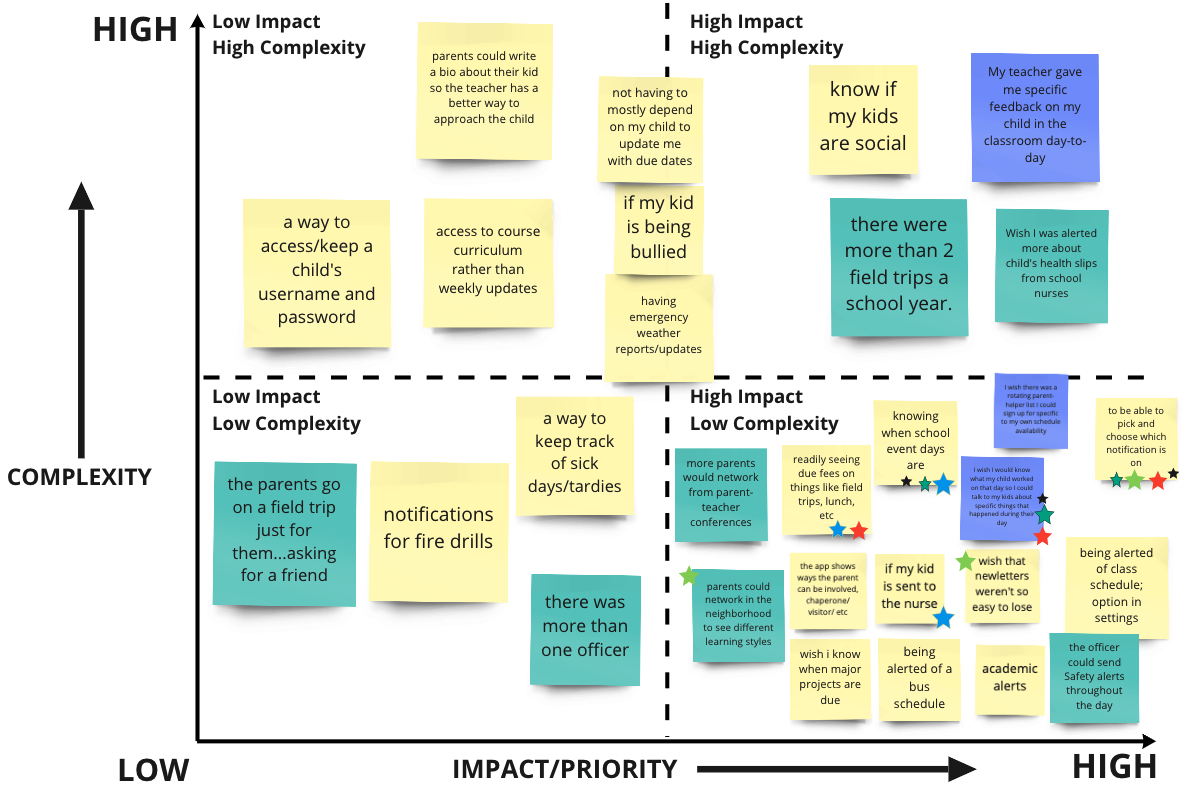 HIGH
Low Impact
High Complexity
High Impact
High Complexity
parents could write
a bio about their kid
so the teacher has a
better way to
approach the child
not having to
mostly depend
on my child to
update me
with due dates
know if
my kids
are social
My teacher gave
me specific
feedback on my
child in the
classroom day-to-
day
a way to
access/keep a
child's
username and
password
access to course
curriculum
rather than
weekly updates
if my kid
is being
bullied
having
emergency
weather
reports/updates
there were
more than 2
field trips a
school year.
Wish I was alerted
more about
child's health slips
from school
nurses
COMPLEXITY
Low Impact
Low Complexity
High Impact
Low Complexity
the parents go
on a field trip
just for
them...asking
for a friend
notifications
for fire drills
a way to
keep track
of sick
days/tardies
there was
more than
one officer
more parents
would network
from parent-
teacher
conferences
readily seeing
due fees on
things like field
trips, lunch,
etc
knowing
when school
event days
are
I wish there was a
rotating parent-
helper list I could
sign up for specific
to my own schedule
availability
to be able to
pick and
choose which
notification is
on
I wish I would know
what my child worked
on that day so I could
talk to my kids about
specific things that
happened during their
day
parents could
network in the
neighborhood
to see different
learning styles
the app shows
ways the parent
can be involved,
chaperone/
visitor/ etc
if my kid
is sent to
the nurse
wish that
newletters
weren't so
easy to lose
being alerted
of class
schedule;
option in
settings
wish i know
when major
projects are
due
being
alerted of a
bus
schedule
academic
alerts
the officer
could send
Safety alerts
throughout
the day
LOW
IMPACT/PRIORITY
HIGH